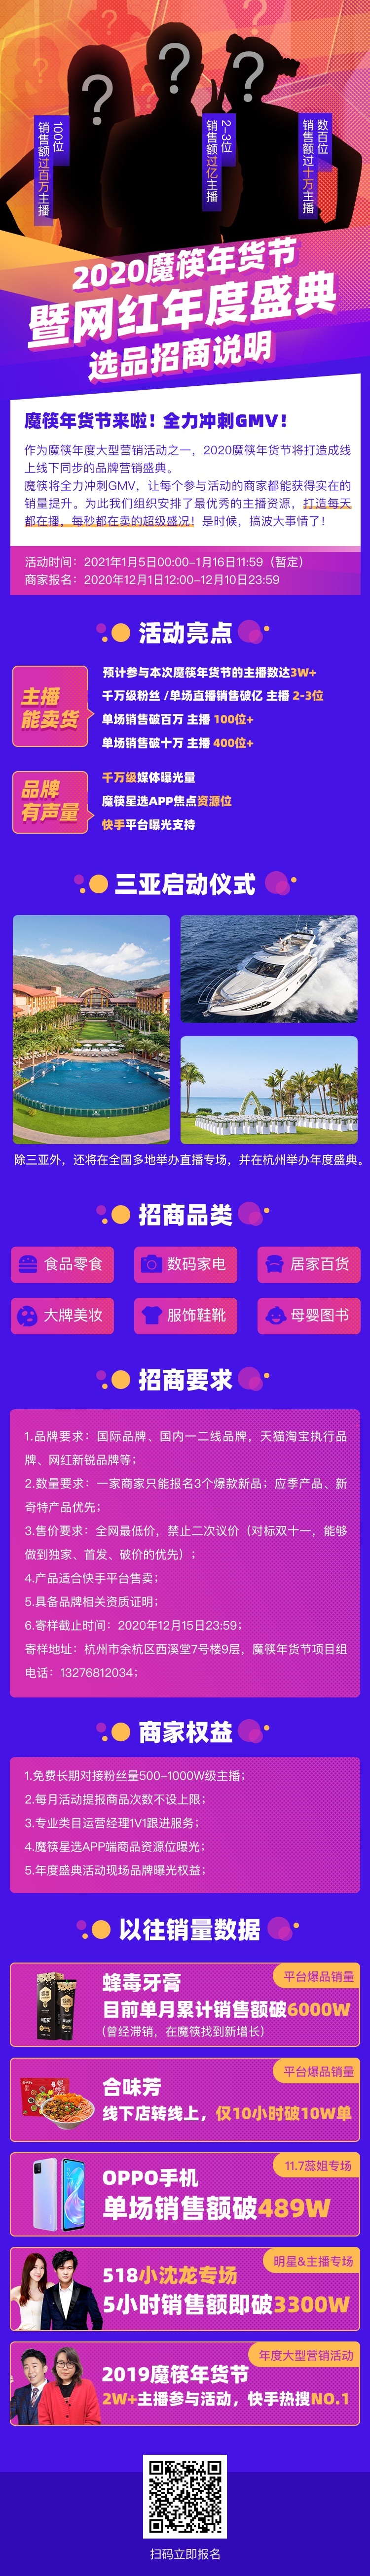 ?
?
?
100位
销售额过百万主播
2-3位
销售额过亿主播
数百位
销售额过十万主播
2020魔筷年货节
暨网红年度盛典
选品招商说明
魔筷年货节来啦！全力冲刺GMV！
作为魔筷年度大型营销活动之一，2020魔筷年货节将打造成线
上线下同步的品牌营销盛典。
魔筷将全力冲刺GMV，让每个参与活动的商家都能获得实在的
销量提升。为此我们组织安排了最优秀的主播资源，打造每天
都在播，每秒都在卖的超级盛况！是时候，搞波大事情了！
活动时间：2021年1月5日00:00-1月16日11:59（暂定）
商家报名：2020年12月1日12:00-12月10日23:59
活动亮点
主播
能卖货
预计参与本次魔筷年货节的主播数达3W+
千万级粉丝 /单场直播销售破亿 主播 2-3位
单场销售破百万 主播 100位+
单场销售破十万 主播 400位+
品牌
有声量
千万级媒体曝光量
魔筷星选APP焦点资源位
快手平台曝光支持
三亚启动仪式
除三亚外，还将在全国多地举办直播专场，并在杭州举办年度盛典。
招商品类
食品零食
数码家电
居家百货
大牌美妆
服饰鞋靴
母婴图书
招商要求
1.品牌要求：国际品牌、国内一二线品牌，天猫淘宝执行品
牌、网红新锐品牌等；
2.数量要求：一家商家只能报名3个爆款新品；应季产品、新
奇特产品优先；
3.售价要求：全网最低价，禁止二次议价（对标双十一，能够
做到独家、首发、破价的优先）；
4.产品适合快手平台售卖；
5.具备品牌相关资质证明；
6.寄样截止时间：2020年12月15日23:59；
寄样地址：杭州市余杭区西溪堂7号楼9层，魔筷年货节项目组
电话：13276812034；
商家权益
1.免费长期对接粉丝量500-1000W级主播；
2.每月活动提报商品次数不设上限；
3.专业类目运营经理1V1跟进服务；
4.魔筷星选APP端商品资源位曝光；
5.年度盛典活动现场品牌曝光权益；
以往销量数据
平台爆品销量
蜂毒牙膏
目前单月累计销售额破6000W
（曾经滞销，在魔筷找到新增长）
平台爆品销量
合味芳
线下店转线上，仅10小时破10W单
11.7蕊姐专场
OPPO手机
单场销售额破489W
明星&主播专场
518小沈龙专场
5小时销售额即破3300W
年度大型营销活动
2019魔筷年货节
2W+主播参与活动，快手热搜NO.1
扫码立即报名